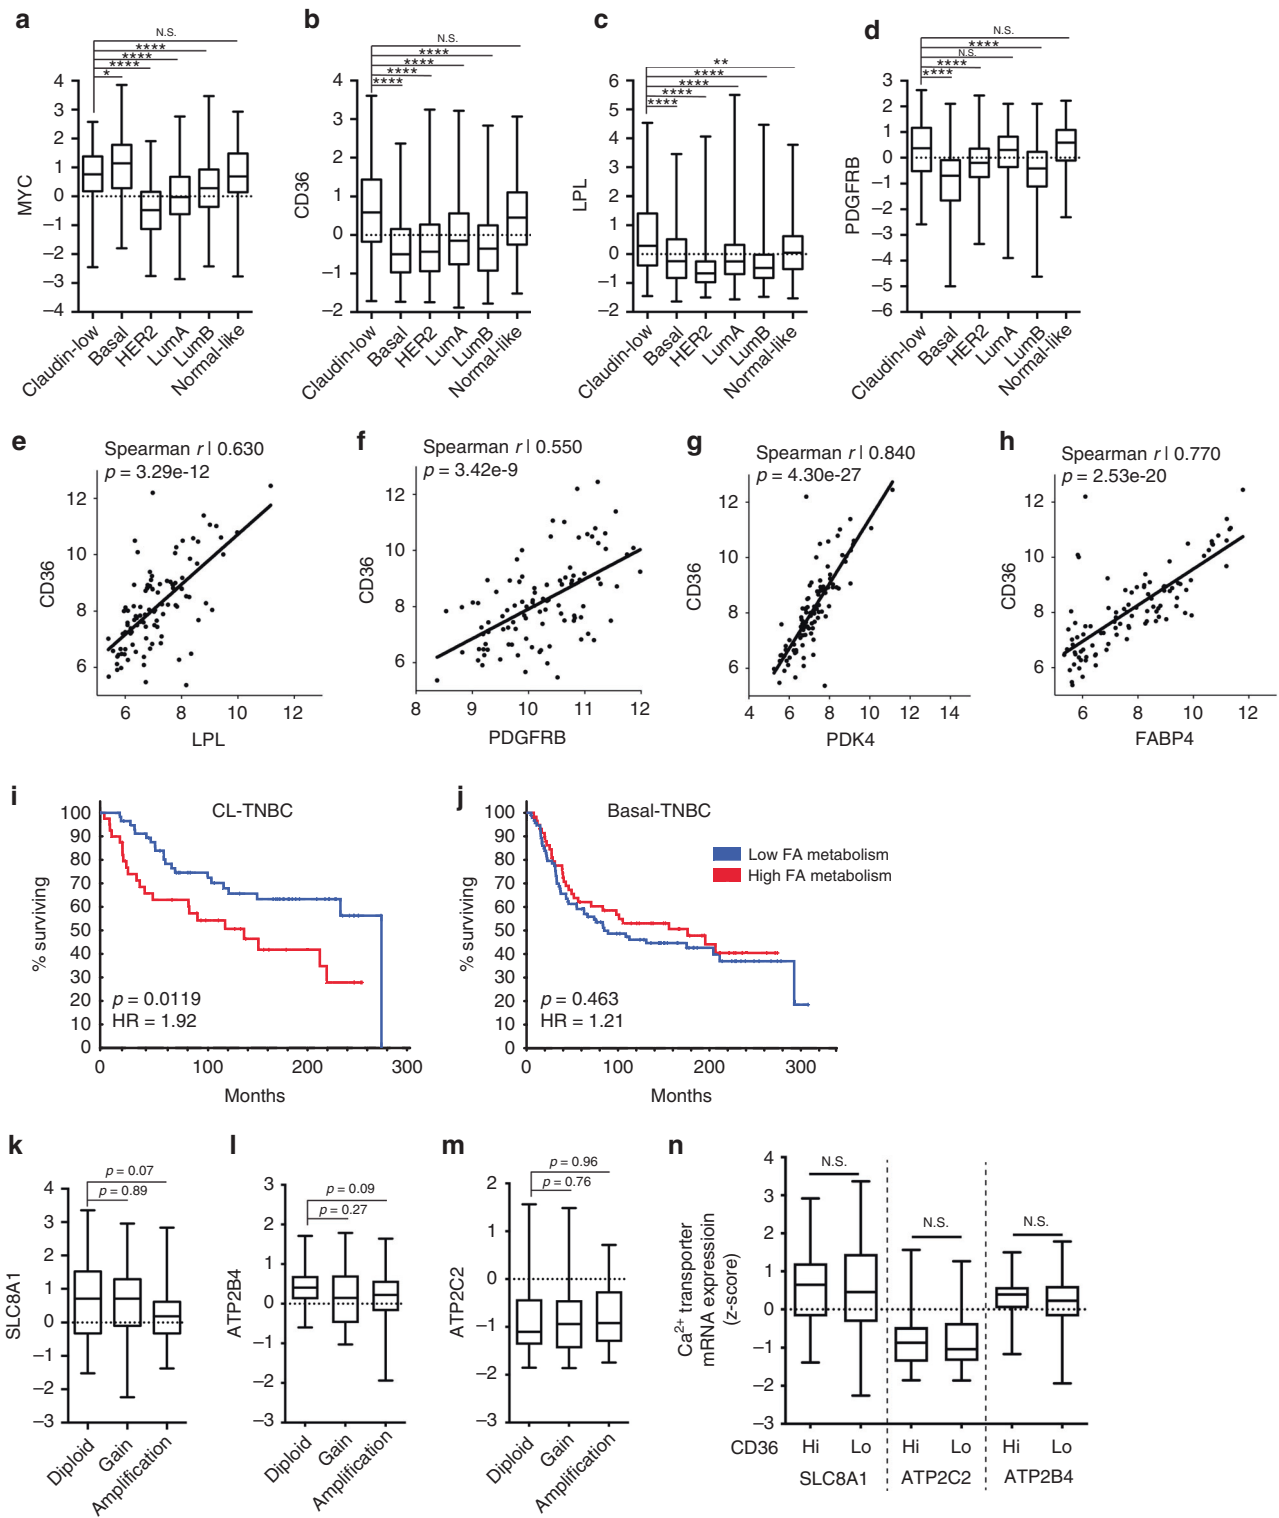 a
N.S.
****
****
****
*
MYC
4
3
2
1
0
–1
–2
–3
–4
Claudin-low
Basal
HER2
LumA
LumB
Normal-like
b
N.S.
****
****
****
****
CD36
4
3
2
1
0
–1
–2
Claudin-low
Basal
HER2
LumA
LumB
Normal-like
c
**
****
****
****
****
LPL
6
5
4
3
2
1
0
–1
–2
Claudin-low
Basal
HER2
LumA
LumB
Normal-like
d
N.S.
****
N.S.
****
****
PDGFRB
3
2
1
0
–1
–2
–3
–4
–5
–6
Claudin-low
Basal
HER2
LumA
LumB
Normal-like
e
Spearman r | 0.630
p = 3.29e-12
CD36
12
10
8
6
6 8 10 12
LPL
f
Spearman r | 0.550
p = 3.42e-9
CD36
12
10
8
6
8 9 10 11 12
PDGFRB
g
Spearman r | 0.840
p = 4.30e-27
CD36
12
10
8
6
4 6 8 10 12 14
PDK4
h
Spearman r | 0.770
p = 2.53e-20
CD36
12
10
8
6
6 8 10 12
FABP4
i
CL-TNBC
% surviving
100
90
80
70
60
50
40
30
20
10
0
p = 0.0119
HR = 1.92
0 100 200 300
Months
j
Basal-TNBC
Low FA metabolism
High FA metabolism
% surviving
100
90
80
70
60
50
40
30
20
10
0
p = 0.463
HR = 1.21
0 100 200 300
Months
k
p = 0.07
p = 0.89
SLC8A1
4
3
2
1
0
–1
–2
–3
Diploid
Gain
Amplification
l
p = 0.09
p = 0.27
ATP2B4
3
2
1
0
–1
–2
–3
Diploid
Gain
Amplification
m
p = 0.96
p = 0.76
ATP2C2
2
1
0
–1
–2
–3
Diploid
Gain
Amplification
n
N.S.
N.S.
N.S.
Ca2+ transporter
mRNA expressioin
(z-score)
4
3
2
1
0
–1
–2
–3
CD36 Hi Lo Hi Lo Hi Lo
SLC8A1 ATP2C2 ATP2B4